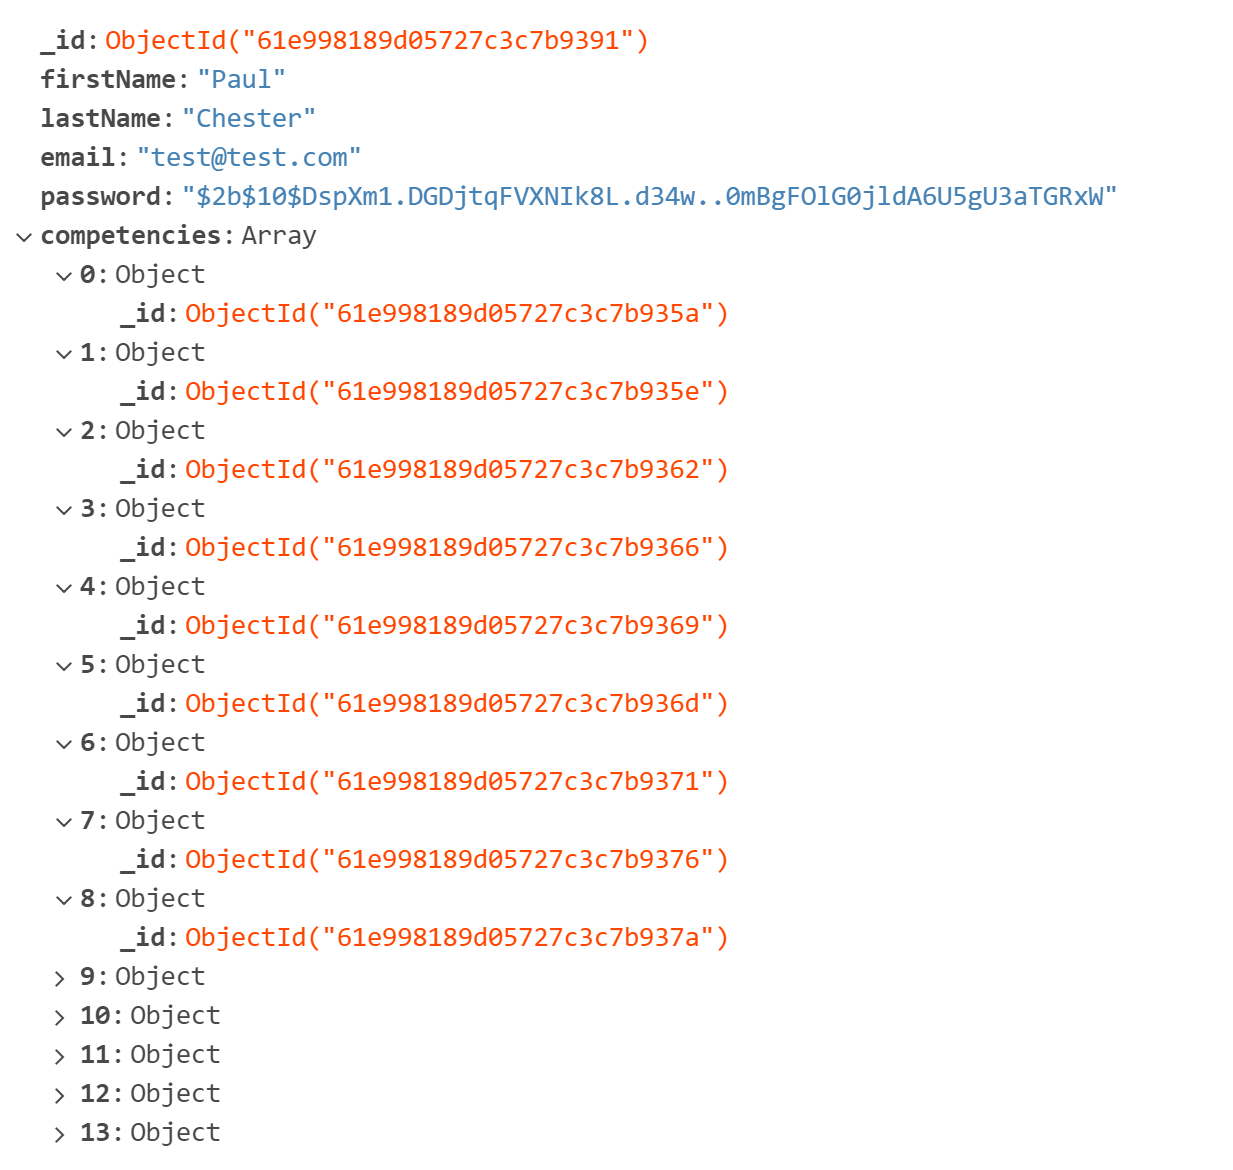 _id: ObjectId("61e998189d05727c3c7b9391")
firstName: "Paul"
lastName: "Chester"
email: "test@test.com"
password: "$2b$10$DspXm1.DGDjtqFVXNIk8L.d34w..0mBgFOlG0jldA6U5gU3aTGRxW"
competencies: Array
0: Object
_id: ObjectId("61e998189d05727c3c7b935a")
1: Object
_id: ObjectId("61e998189d05727c3c7b935e")
2: Object
_id: ObjectId("61e998189d05727c3c7b9362")
3: Object
_id: ObjectId("61e998189d05727c3c7b9366")
4: Object
_id: ObjectId("61e998189d05727c3c7b9369")
5: Object
_id: ObjectId("61e998189d05727c3c7b936d")
6: Object
_id: ObjectId("61e998189d05727c3c7b9371")
7: Object
_id: ObjectId("61e998189d05727c3c7b9376")
8: Object
_id: ObjectId("61e998189d05727c3c7b937a")
9: Object
10: Object
11: Object
12: Object
13: Object